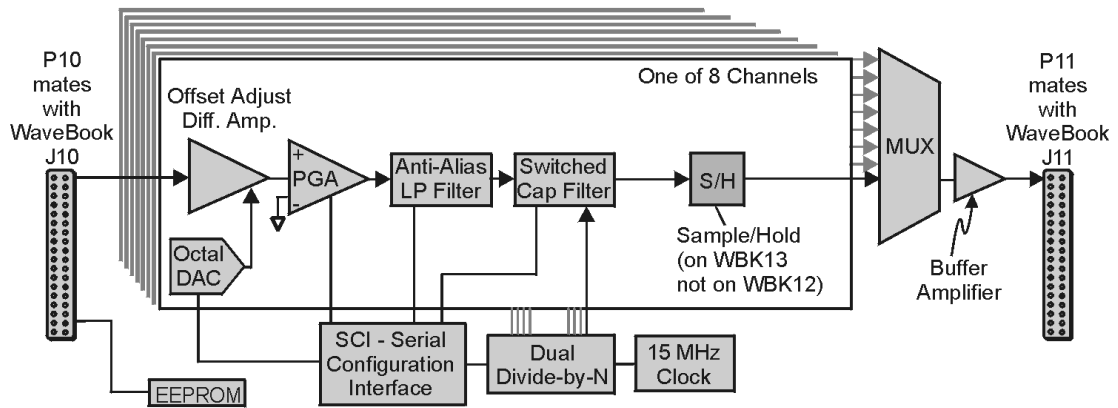 P10
mates
with
WaveBook
J10
One of 8 Channels
Offset Adjust
Diff. Amp.
+
PGA
-
Anti-Alias
LP Filter
Switched
Cap Filter
S/H
Sample/Hold
(on WBK13
not on WBK12)
Octal
DAC
MUX
Buffer
Amplifier
P11
mates
with
WaveBook
J11
SCI - Serial
Configuration
Interface
Dual
Divide-by-N
15 MHz
Clock
EEPROM